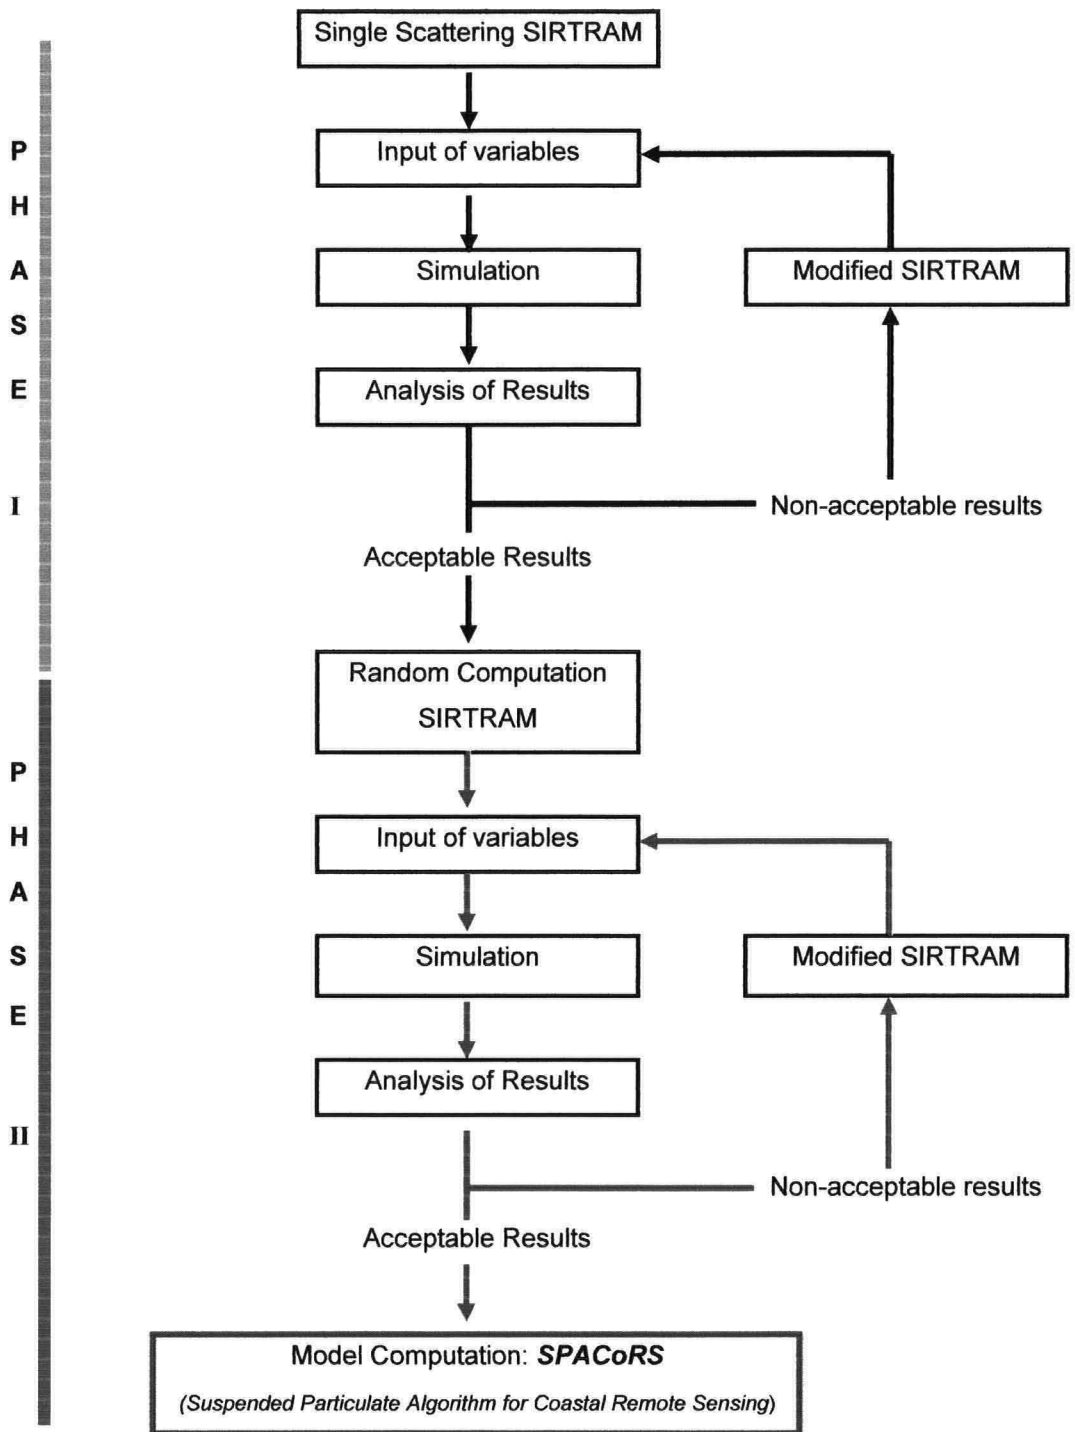 Single Scattering SIRTRAM
P
H
A
S
E
I
Input of variables
Simulation
Modified SIRTRAM
Analysis of Results
Non-acceptable results
Acceptable Results
Random Computation
SIRTRAM
P
H
A
S
E
II
Input of variables
Simulation
Modified SIRTRAM
Analysis of Results
Non-acceptable results
Acceptable Results
Model Computation: SPACoRS
(Suspended Particulate Algorithm for Coastal Remote Sensing)